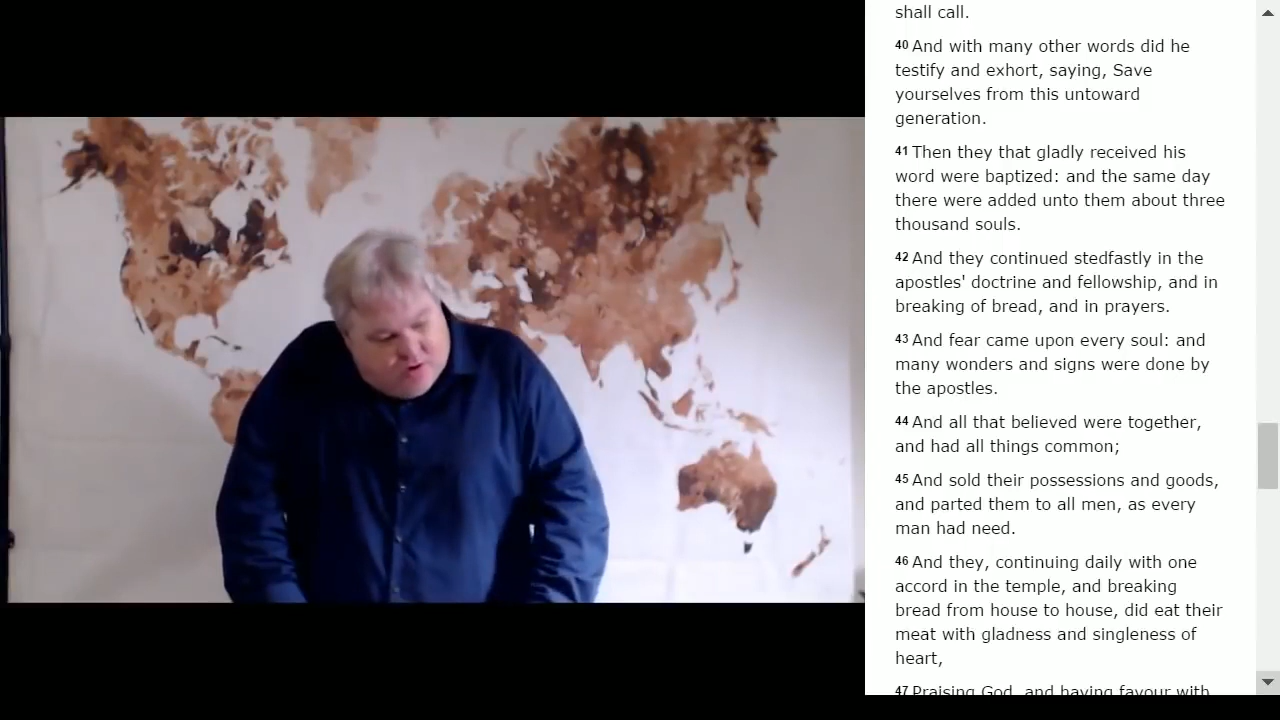 shall call.
40 And with many other words did he
testify and exhort, saying, Save
yourselves from this untoward
generation.
41 Then they that gladly received his
word were baptized: and the same day
there were added unto them about three
thousand souls.
42 And they continued stedfastly in the
apostles' doctrine and fellowship, and in
breaking of bread, and in prayers.
43 And fear came upon every soul: and
many wonders and signs were done by
the apostles.
44 And all that believed were together,
and had all things common;
45 And sold their possessions and goods,
and parted them to all men, as every
man had need.
46 And they, continuing daily with one
accord in the temple, and breaking
bread from house to house, did eat their
meat with gladness and singleness of
heart,
47 Praising God, and having favour with